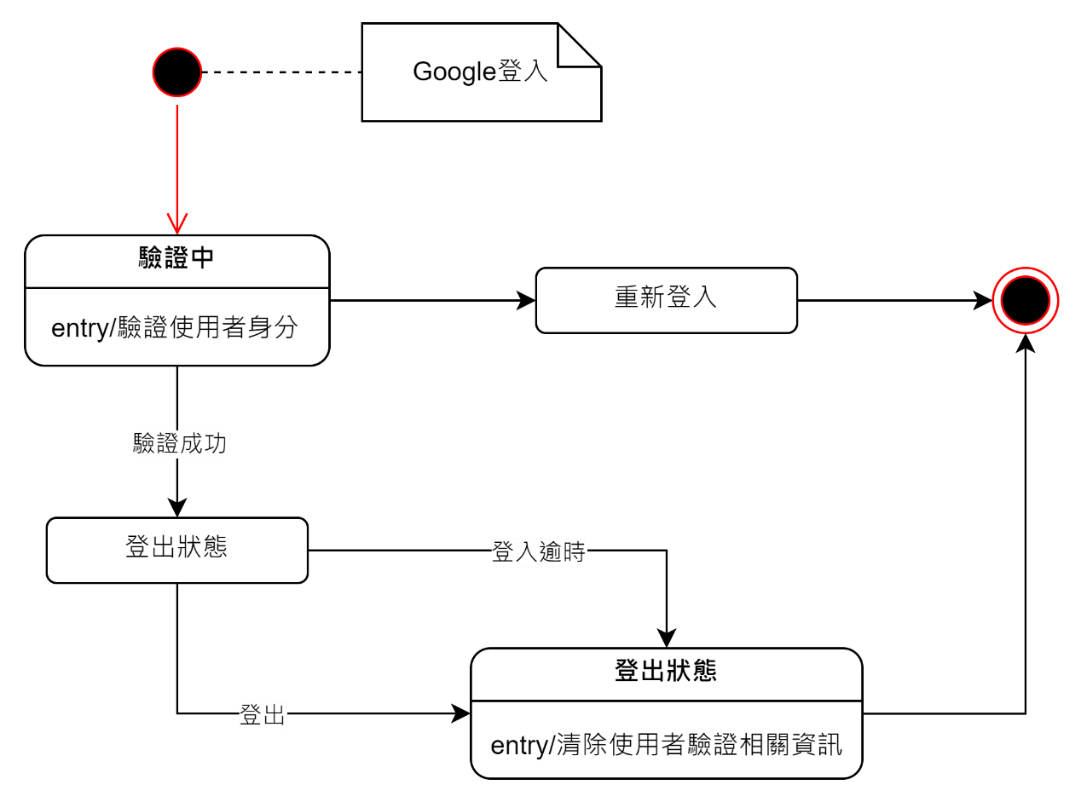 Google登入
驗證中
entry/驗證使用者身分
重新登入
驗證成功
登出狀態
登入逾時
登出狀態
登出
entry/清除使用者驗證相關資訊